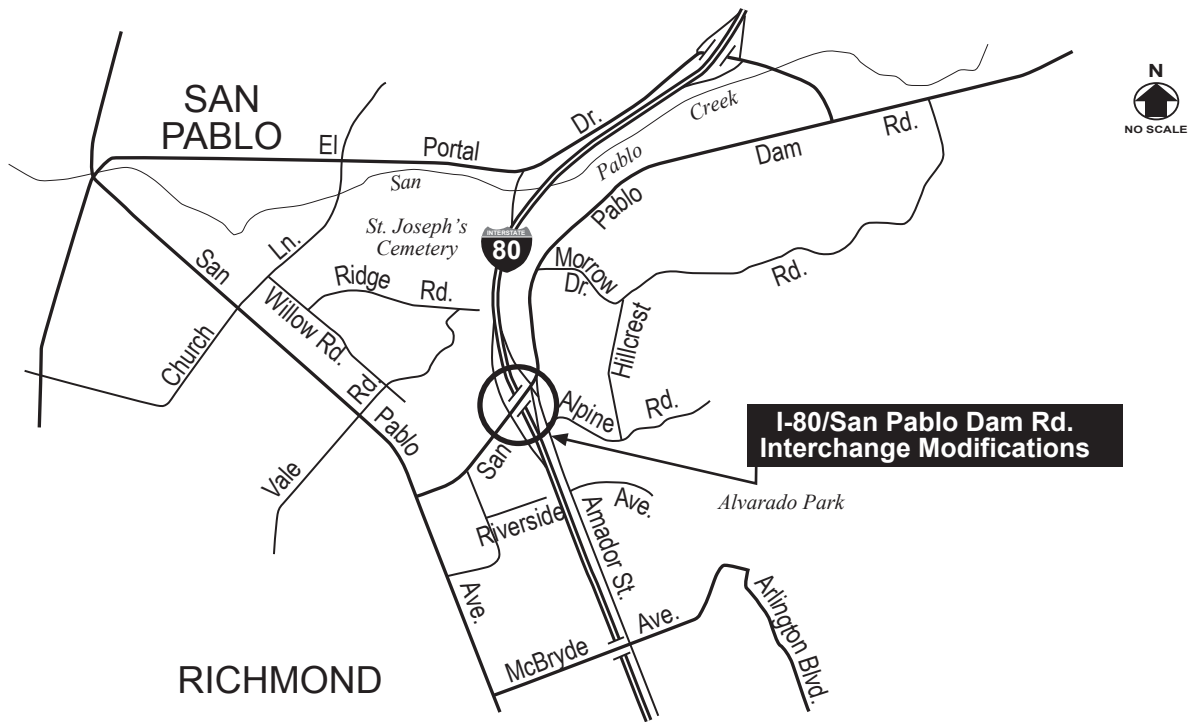 SAN
PABLO
El
Portal
Dr.
Creek
Pablo
San
Dam
Rd.
Pablo
N
NO SCALE
St. Joseph's
Cemetery
INTERSTATE
80
San
Ln.
Church
Ridge
Rd.
Willow Rd.
Morrow
Dr.
Rd.
Hillcrest
Rd.
Vale
Pablo
Alpine
Rd.
San
I-80/San Pablo Dam Rd.
Interchange Modifications
Alvarado Park
Riverside
Ave.
Amador St.
Ave.
McBryde
Ave.
Arlington Blvd.
RICHMOND